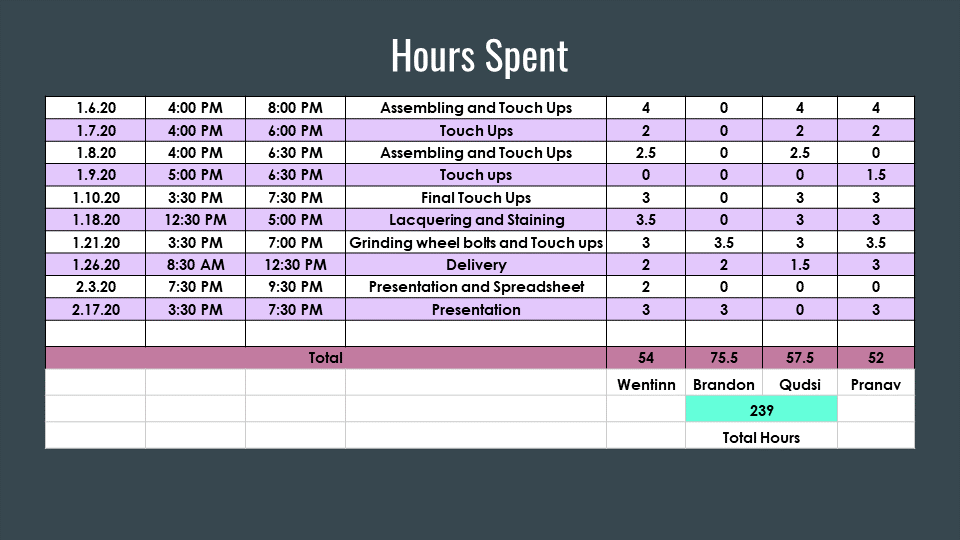 Hours Spent
1.6.20 4:00 PM 8:00 PM Assembling and Touch Ups 4 0 4 4
1.7.20 4:00 PM 6:00 PM Touch Ups 2 0 2 2
1.8.20 4:00 PM 6:30 PM Assembling and Touch Ups 2.5 0 2.5 0
1.9.20 5:00 PM 6:30 PM Touch ups 0 0 0 1.5
1.10.20 3:30 PM 7:30 PM Final Touch Ups 3 0 3 3
1.18.20 12:30 PM 5:00 PM Lacquering and Staining 3.5 0 3 3
1.21.20 3:30 PM 7:00 PM Grinding wheel bolts and Touch ups 3 3.5 3 3.5
1.26.20 8:30 AM 12:30 PM Delivery 2 2 1.5 3
2.3.20 7:30 PM 9:30 PM Presentation and Spreadsheet 2 0 0 0
2.17.20 3:30 PM 7:30 PM Presentation 3 3 0 3
Total 54 75.5 57.5 52
Wentinn Brandon Qudsi Pranav
239
Total Hours